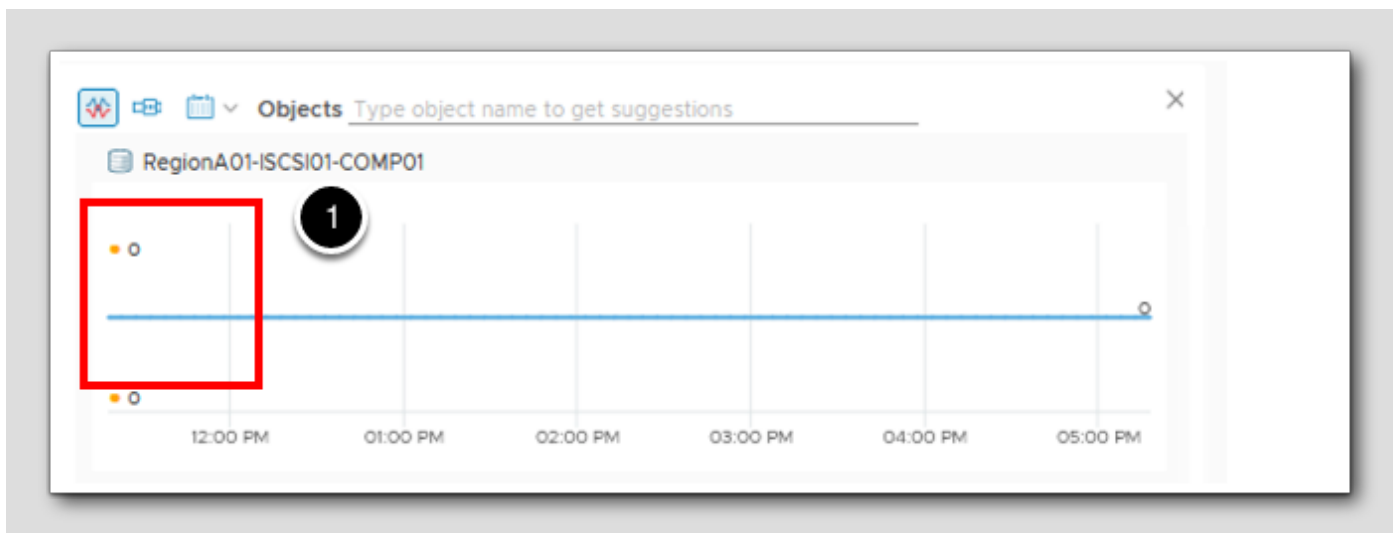 Objects Type object name to get suggestions
RegionA01-ISCSI01-COMP01
1
0
0
0
12:00 PM 01:00 PM 02:00 PM 03:00 PM 04:00 PM 05:00 PM